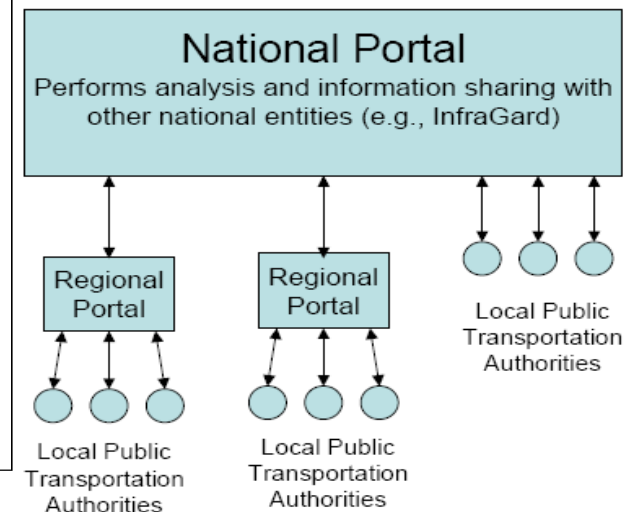 National Portal
Performs analysis and information sharing with
other national entities (e.g., InfraGard)
Regional
Portal
Regional
Portal
Local Public
Transportation
Authorities
Local Public
Transportation
Authorities
Local Public
Transportation
Authorities